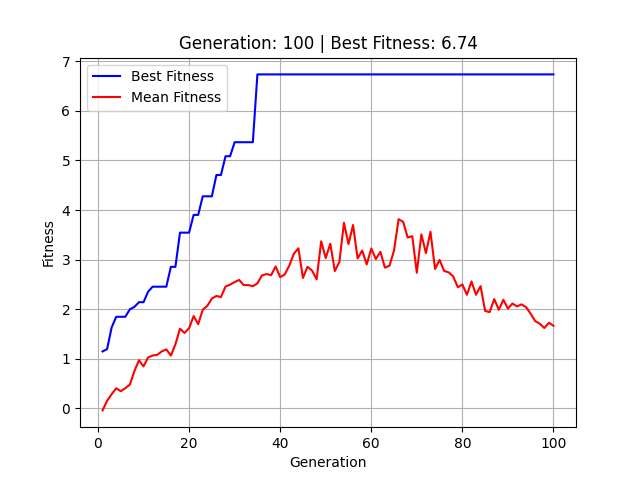 Generation: 100 | Best Fitness: 6.74
Best Fitness
Mean Fitness
Fitness
7
6
5
4
3
2
1
0
0 20 40 60 80 100
Generation